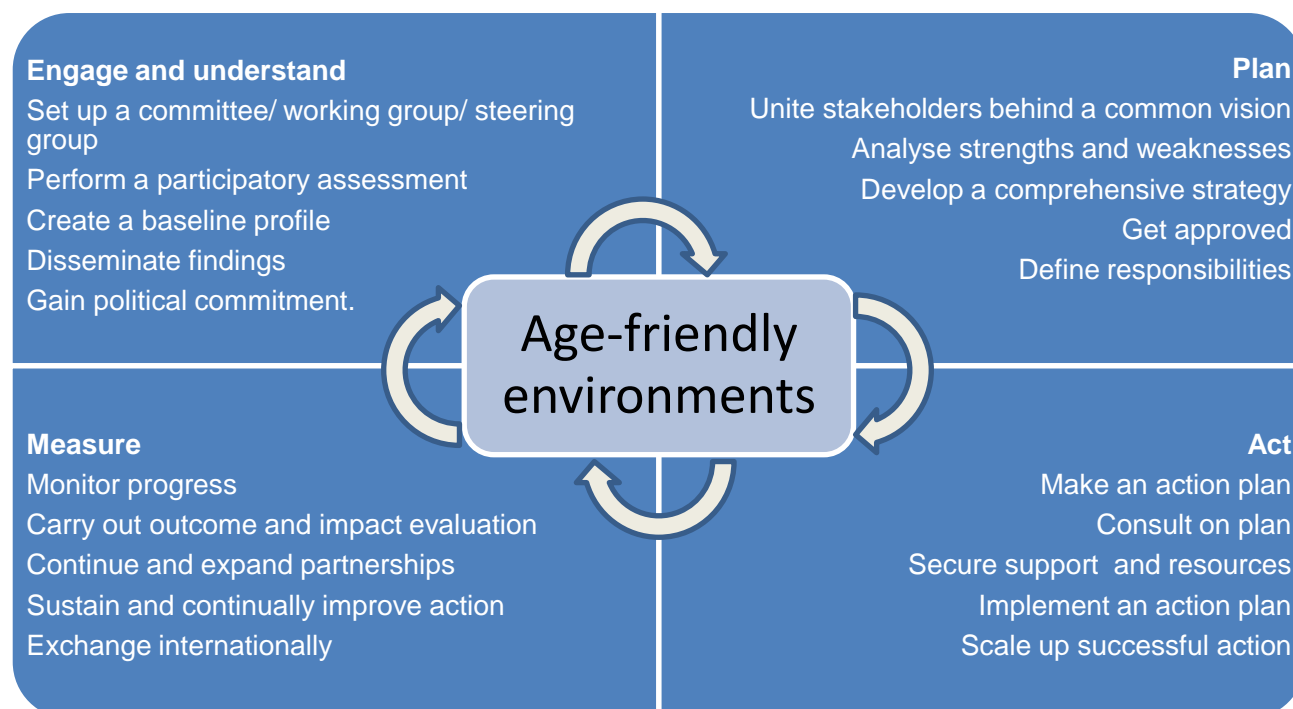 Engage and understand
Set up a committee/ working group/ steering
group
Perform a participatory assessment
Create a baseline profile
Disseminate findings
Gain political commitment.
Plan
Unite stakeholders behind a common vision
Analyse strengths and weaknesses
Develop a comprehensive strategy
Get approved
Define responsibilities
Age-friendly
environments
Measure
Monitor progress
Carry out outcome and impact evaluation
Continue and expand partnerships
Sustain and continually improve action
Exchange internationally
Act
Make an action plan
Consult on plan
Secure support  and resources
Implement an action plan
Scale up successful action